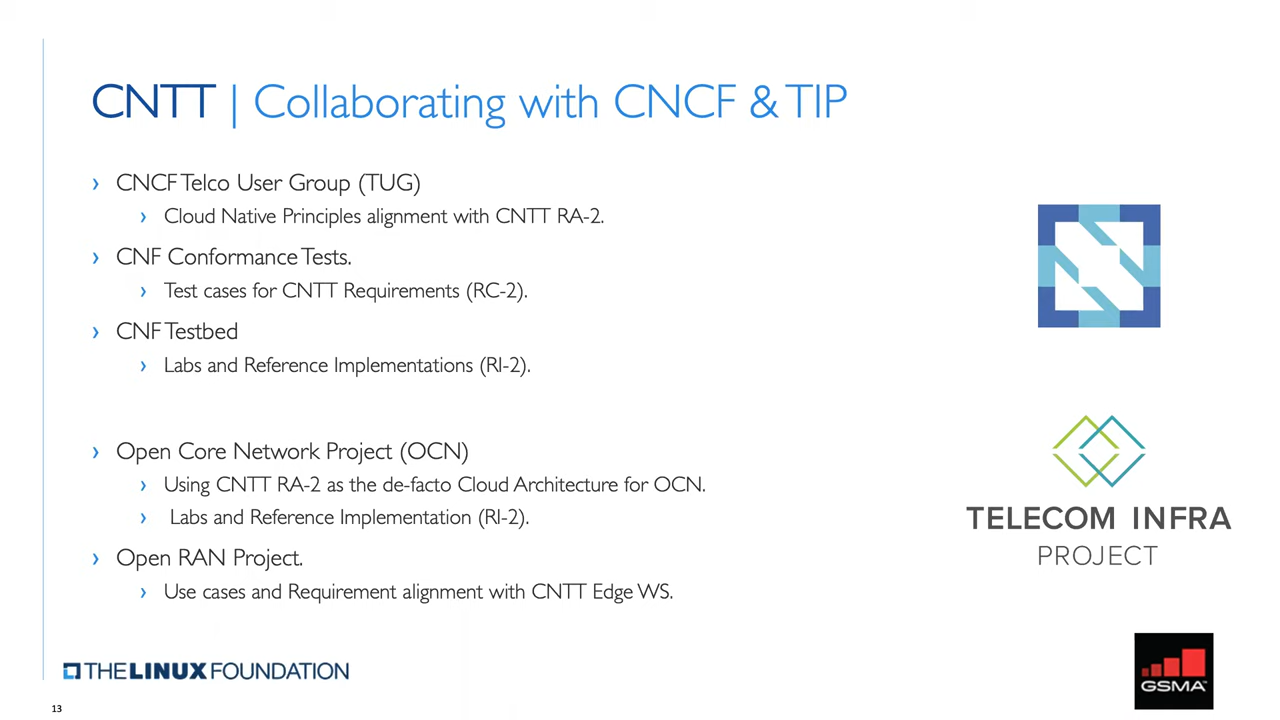 CNTT | Collaborating with CNCF & TIP
› CNCF Telco User Group (TUG)
› Cloud Native Principles alignment with CNTT RA-2.
› CNF Conformance Tests.
› Test cases for CNTT Requirements (RC-2).
› CNF Testbed
› Labs and Reference Implementations (RI-2).
› Open Core Network Project (OCN)
› Using CNTT RA-2 as the de-facto Cloud Architecture for OCN.
› Labs and Reference Implementation (RI-2).
› Open RAN Project.
› Use cases and Requirement alignment with CNTT Edge WS.
TELECOM INFRA
PROJECT
THE LINUX FOUNDATION
GSMA™
13